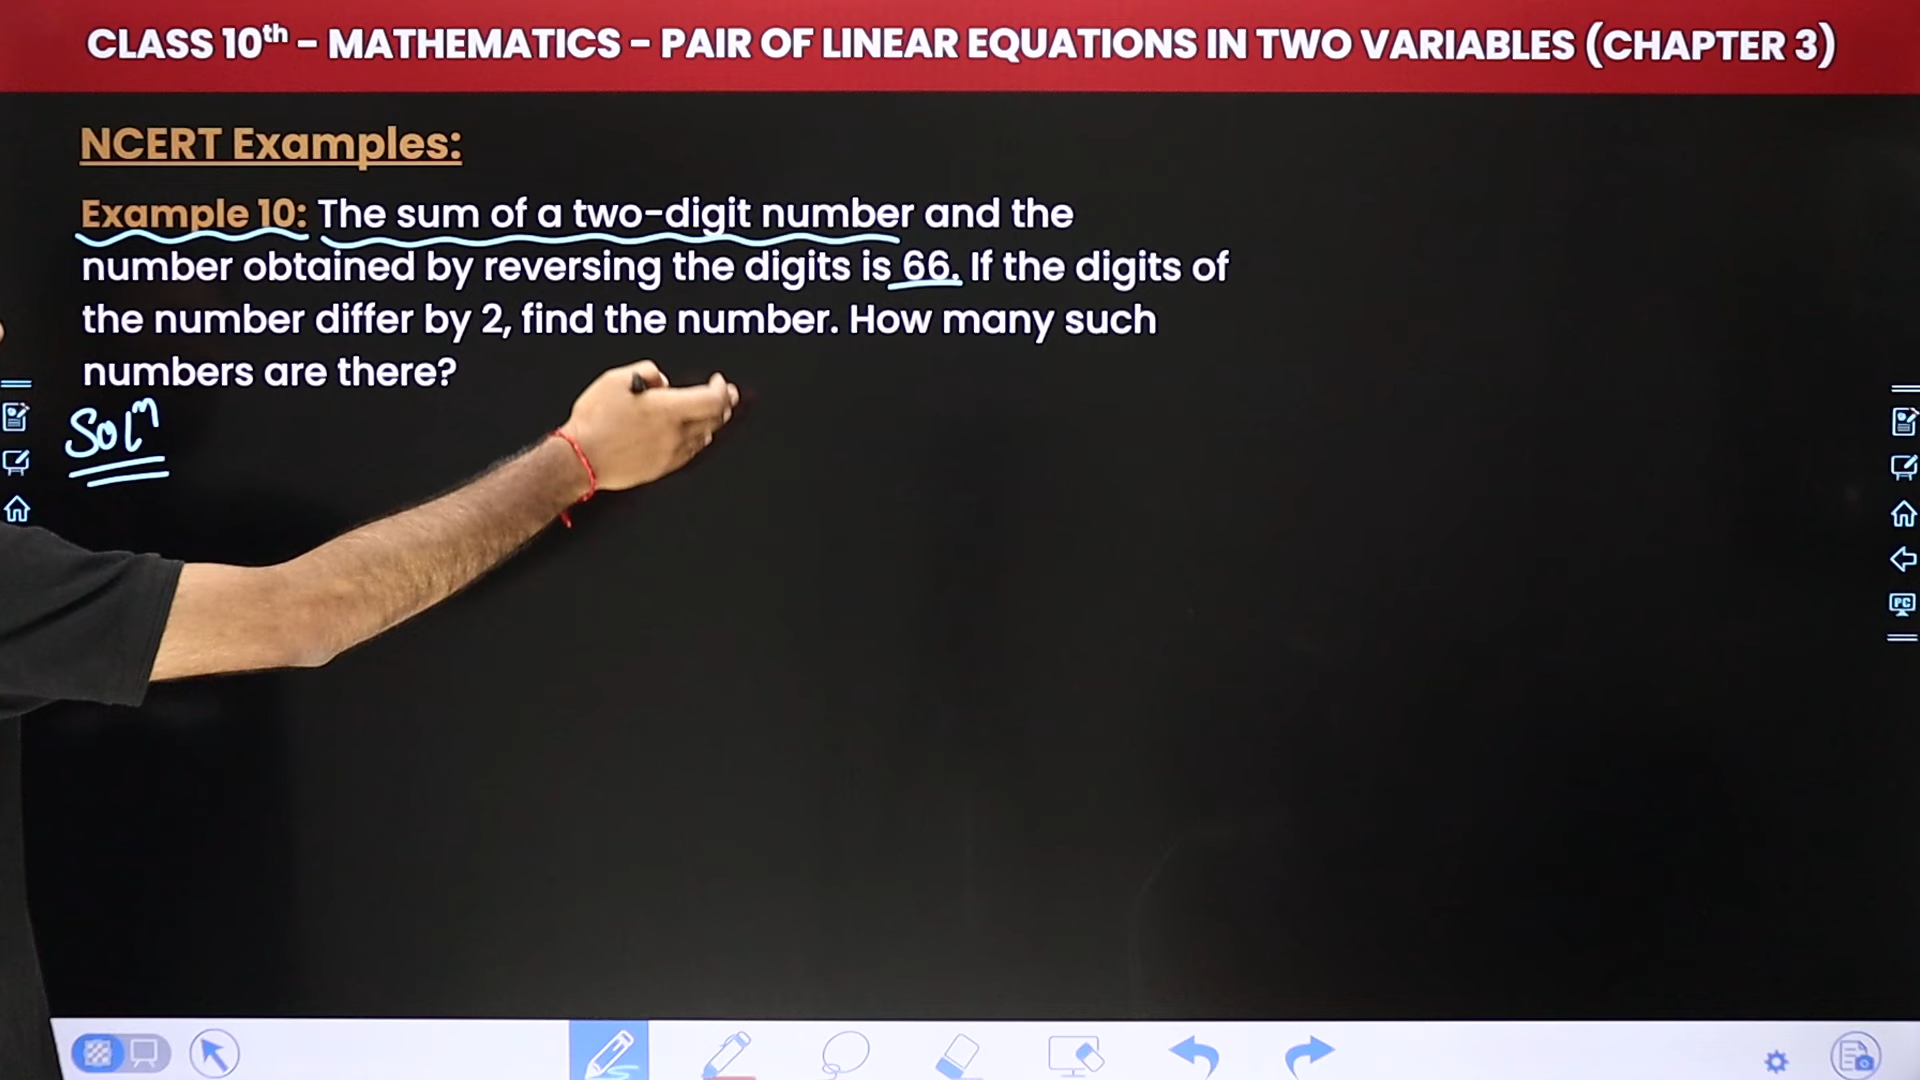 CLASS 10th - MATHEMATICS - PAIR OF LINEAR EQUATIONS IN TWO VARIABLES (CHAPTER 3)
NCERT Examples:
Example 10: The sum of a two-digit number and the
number obtained by reversing the digits is 66. If the digits of
the number differ by 2, find the number. How many such
numbers are there?
Solⁿ
PC